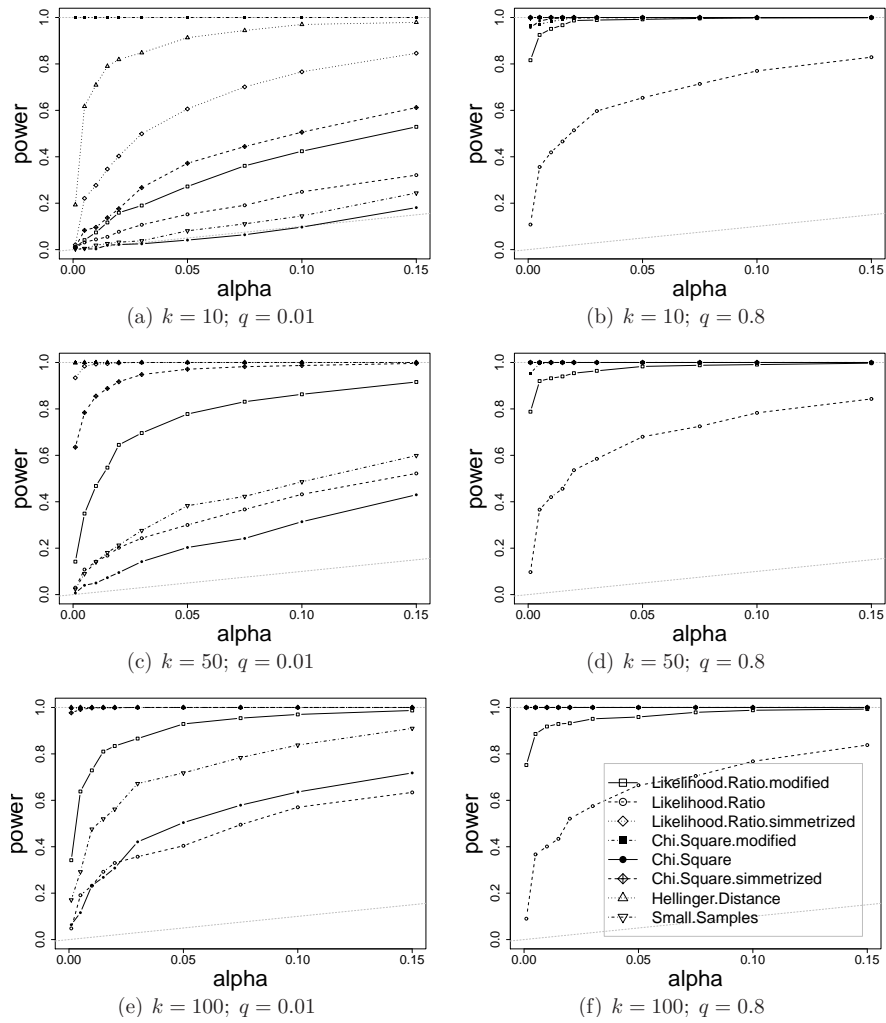 power
1.0
0.8
0.6
0.4
0.2
0.0
0.00 0.05 0.10 0.15
alpha
(a) k = 10; q = 0.01
power
1.0
0.8
0.6
0.4
0.2
0.0
0.00 0.05 0.10 0.15
alpha
(b) k = 10; q = 0.8
power
1.0
0.8
0.6
0.4
0.2
0.0
0.00 0.05 0.10 0.15
alpha
(c) k = 50; q = 0.01
power
1.0
0.8
0.6
0.4
0.2
0.0
0.00 0.05 0.10 0.15
alpha
(d) k = 50; q = 0.8
power
1.0
0.8
0.6
0.4
0.2
0.0
0.00 0.05 0.10 0.15
alpha
(e) k = 100; q = 0.01
power
1.0
0.8
0.6
0.4
0.2
0.0
Likelihood.Ratio.modified
Likelihood.Ratio
Likelihood.Ratio.simmetrized
Chi.Square.modified
Chi.Square
Chi.Square.simmetrized
Hellinger.Distance
Small.Samples
0.00 0.05 0.10 0.15
alpha
(f) k = 100; q = 0.8